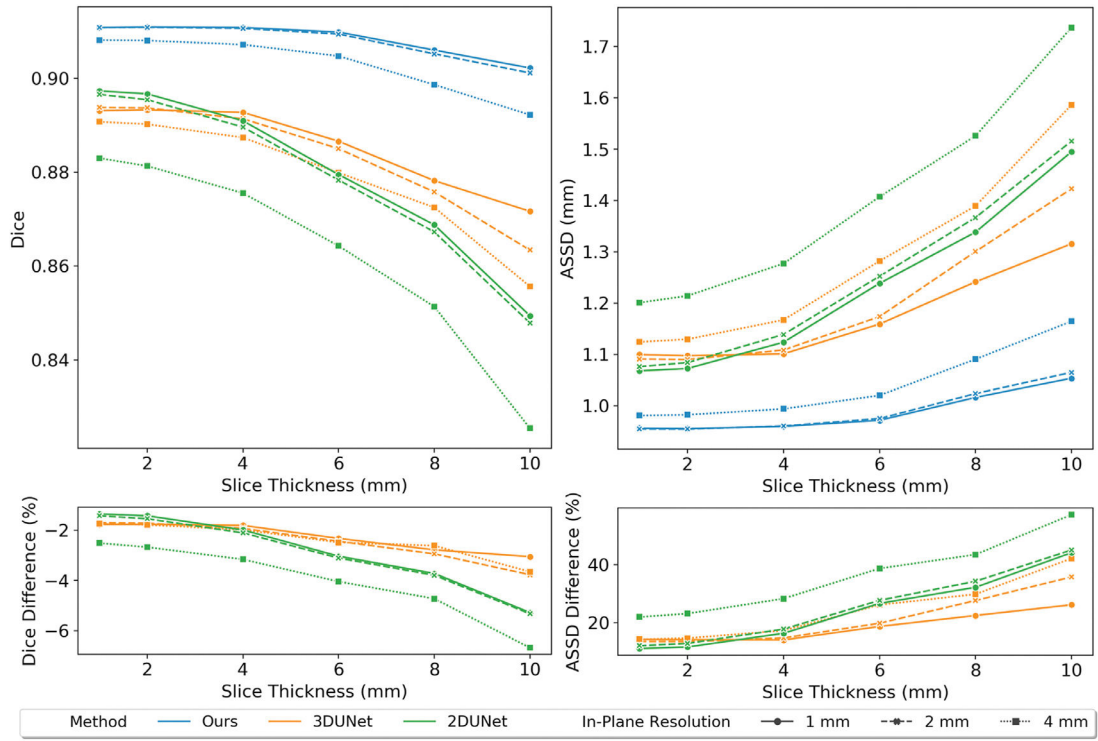 0.90
0.88
0.86
0.84
Dice
2 4 6 8 10
Slice Thickness (mm)
1.7
1.6
1.5
1.4
1.3
1.2
1.1
1.0
ASSD (mm)
2 4 6 8 10
Slice Thickness (mm)
−2
−4
−6
Dice Difference (%)
2 4 6 8 10
Slice Thickness (mm)
40
20
ASSD Difference (%)
2 4 6 8 10
Slice Thickness (mm)
Method Ours 3DUNet 2DUNet In-Plane Resolution 1 mm 2 mm 4 mm